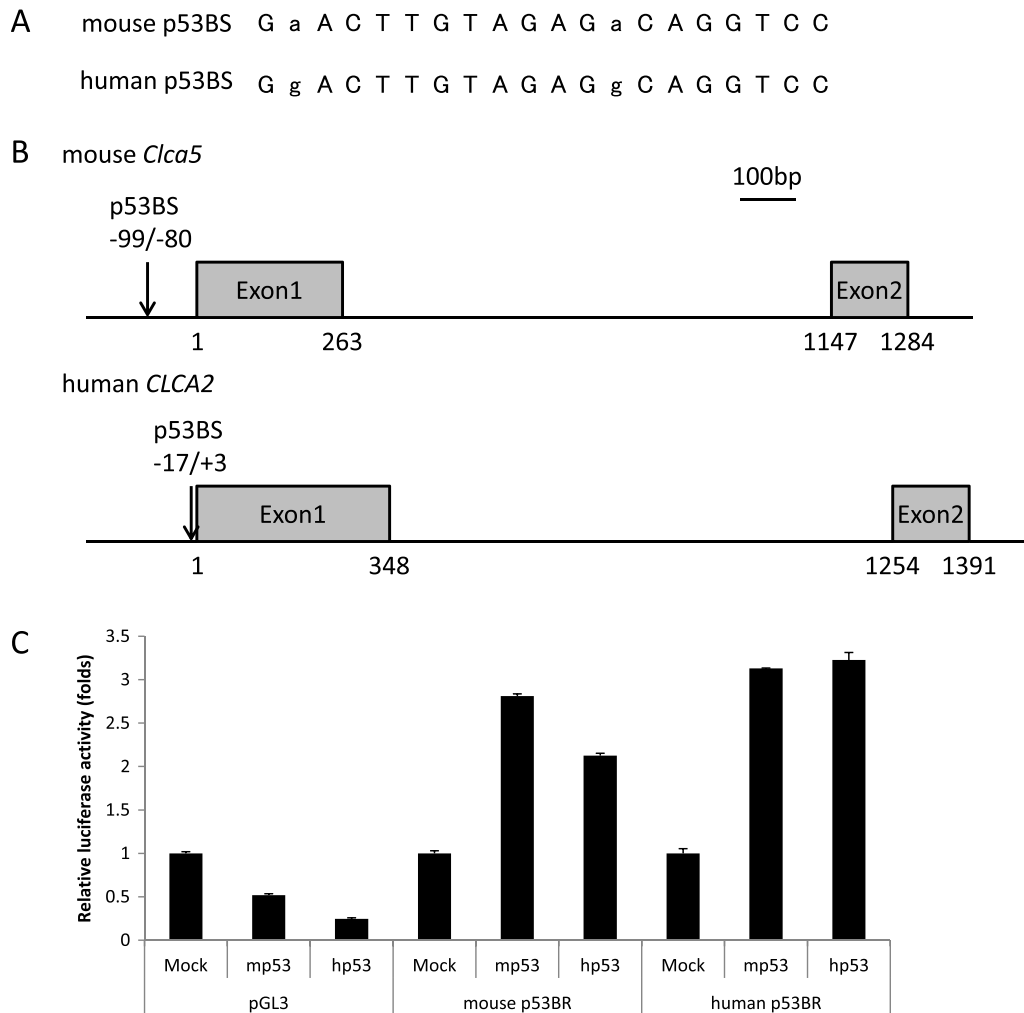 A
mouse p53BS G a A C T T G T A G A G a C A G G T C C
human p53BS G g A C T T G T A G A G g C A G G T C C
B
mouse Clca5
100bp
p53BS
-99/-80
Exon1 Exon2
1 263 1147 1284
human CLCA2
p53BS
-17/+3
Exon1 Exon2
1 348 1254 1391
C
Relative luciferase activity (folds)
3.5
3
2.5
2
1.5
1
0.5
0
Mock mp53 hp53 Mock mp53 hp53 Mock mp53 hp53
pGL3 mouse p53BR human p53BR